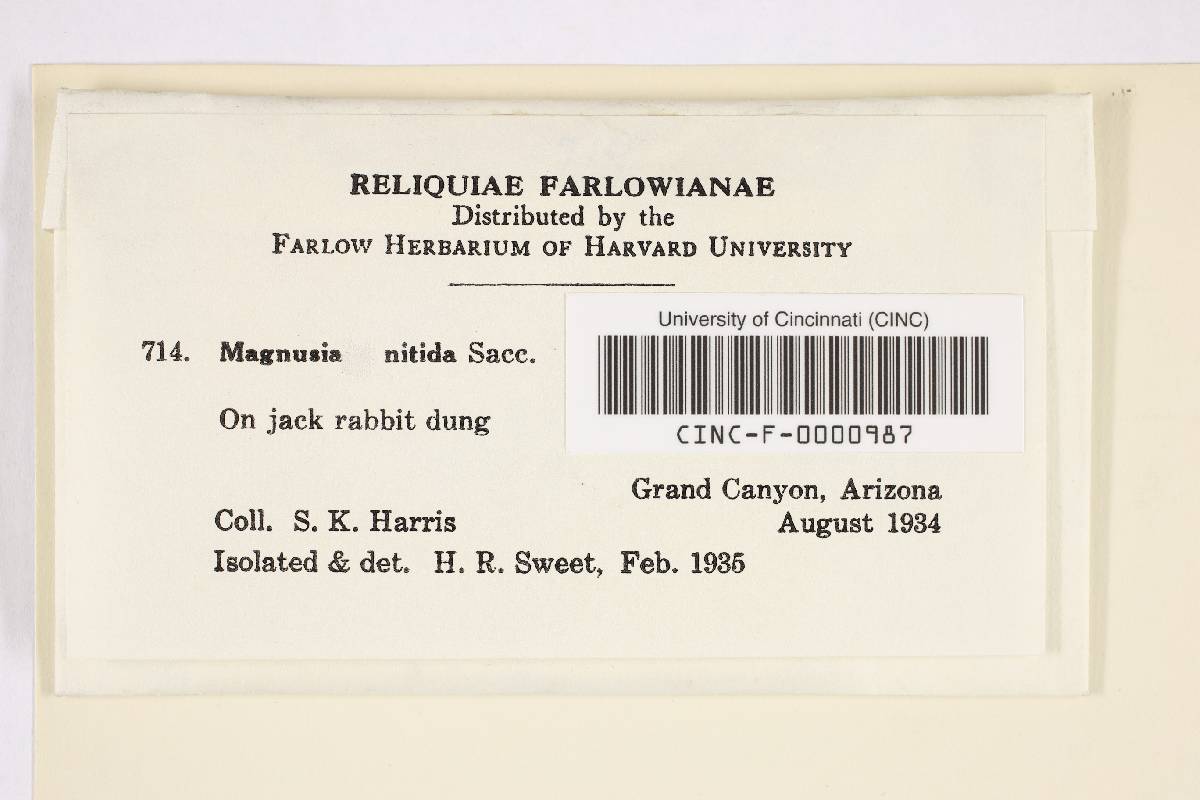 RELIQUIAE FARLOWIANAE
Distributed by the
FARLOW HERBARIUM OF HARVARD UNIVERSITY
University of Cincinnati (CINC)
714. Magnusia nitida Sacc.
On jack rabbit dung
CINC-F-0000987
Grand Canyon, Arizona
Coll. S. K. Harris August 1934
Isolated & det. H. R. Sweet, Feb. 1935